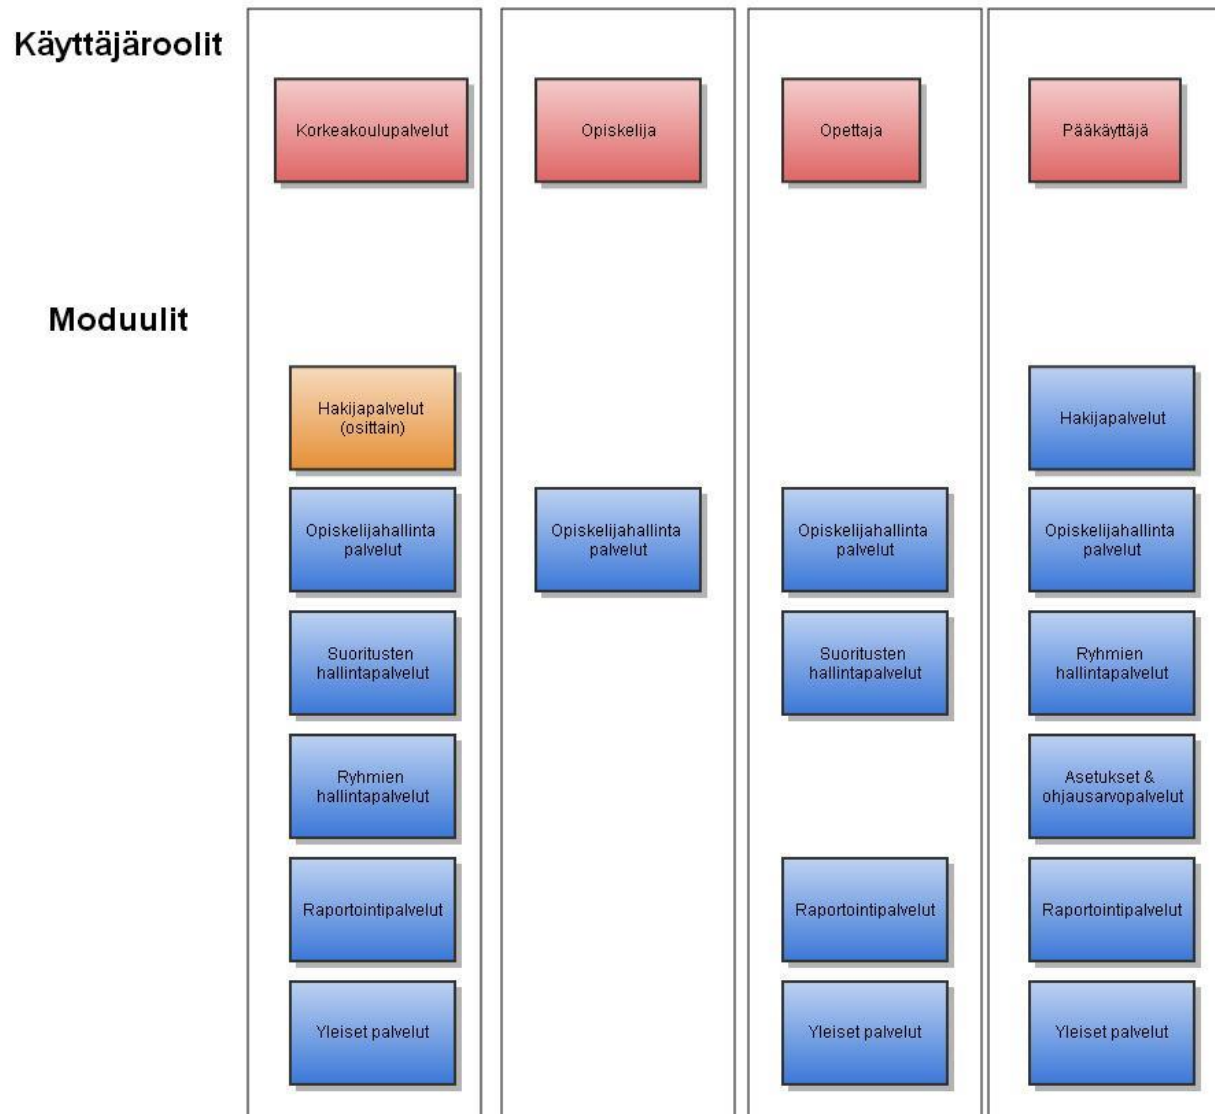 Käyttäjäroolit
Korkeakoulupalvelut
Opiskelija
Opettaja
Pääkäyttäjä
Moduulit
Hakijapalvelut
(osittain)
Hakijapalvelut
Opiskelijahallinta
palvelut
Opiskelijahallinta
palvelut
Opiskelijahallinta
palvelut
Opiskelijahallinta
palvelut
Suoritusten
hallintapalvelut
Suoritusten
hallintapalvelut
Ryhmien
hallintapalvelut
Ryhmien
hallintapalvelut
Asetukset &
ohjausarvopalvelut
Raportointipalvelut
Raportointipalvelut
Raportointipalvelut
Yleiset palvelut
Yleiset palvelut
Yleiset palvelut